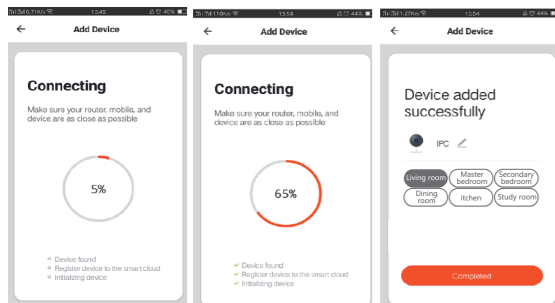 13:45
46%
Add Device
Connecting
Make sure your router, mobile, and
device are as close as possible
5%
Device found
Register device to the smart cloud
Initializing device
13:54
44%
Add Device
Connecting
Make sure your router, mobile, and
device are as close as possible
65%
Device found
Register device to the smart cloud
Initializing device
13:54
44%
Add Device
Device added
successfully
IPC
Living room
Master
bedroom
Secondary
bedroom
Dining
room
itchen
Study room
Completed